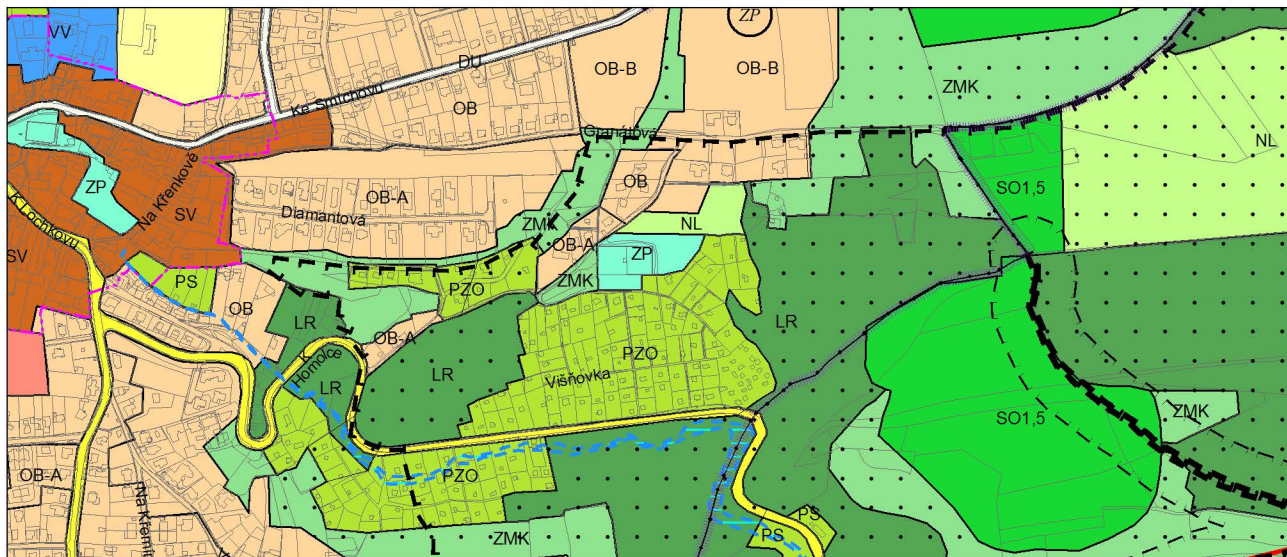 VV
ZP
DU
OB-B
OB-B
ZMK
Ke Smíchovu
OB
Granátová
NL
ZP
Na Křenkově
OB
SO1,5
OB-A
SV
K Lochkovu
Diamantová
ZMK
NL
SV
OB-A
ZP
PS
PZO
ZMK
OB
LR
LR
OB-A
PZO
K Homolce
LR
Višňovka
LR
SO1,5
ZMK
OB-A
PZO
PS
PS
ZMK